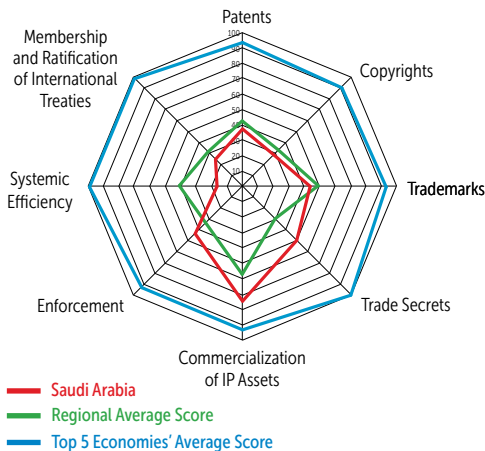 Patents
Membership
and Ratification
of International
Treaties
Copyrights
100
90
80
70
60
50
40
30
20
10
Systemic
Efficiency
Trademarks
Enforcement
Trade Secrets
Commercialization
of IP Assets
Saudi Arabia
Regional Average Score
Top 5 Economies’ Average Score